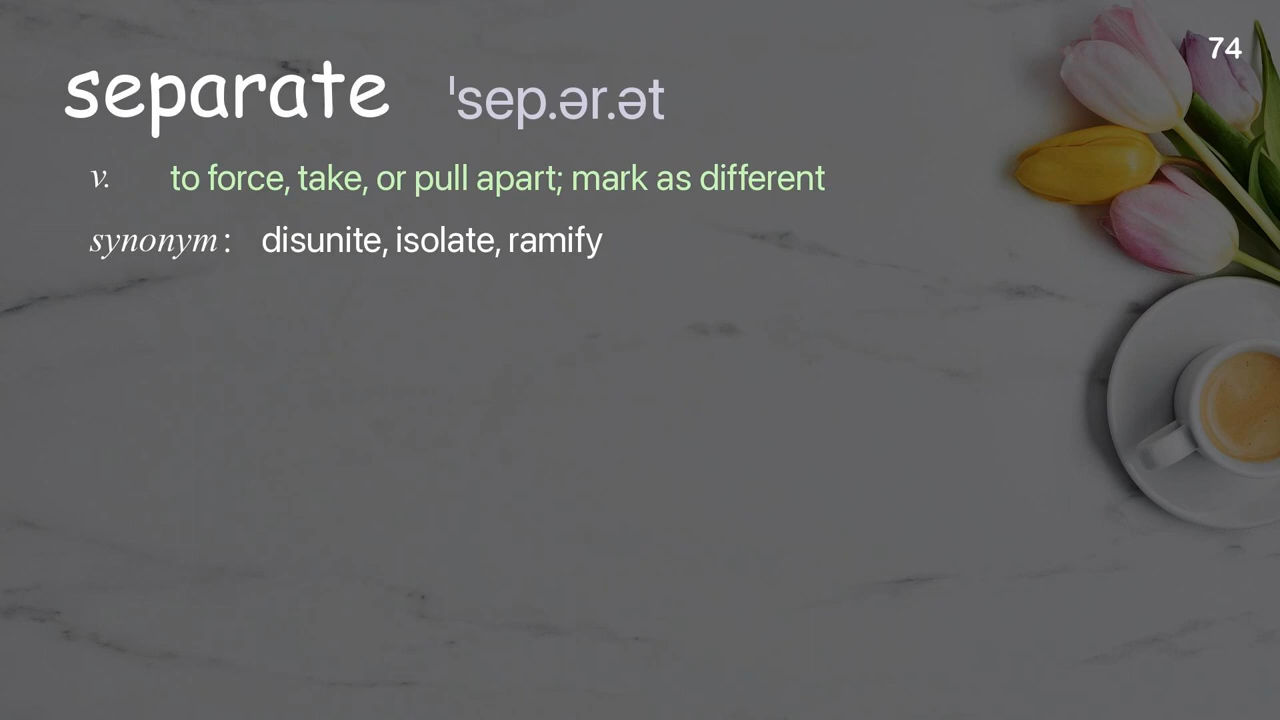 74
separate ˈsep.ər.ət
v. to force, take, or pull apart; mark as different
synonym : disunite, isolate, ramify